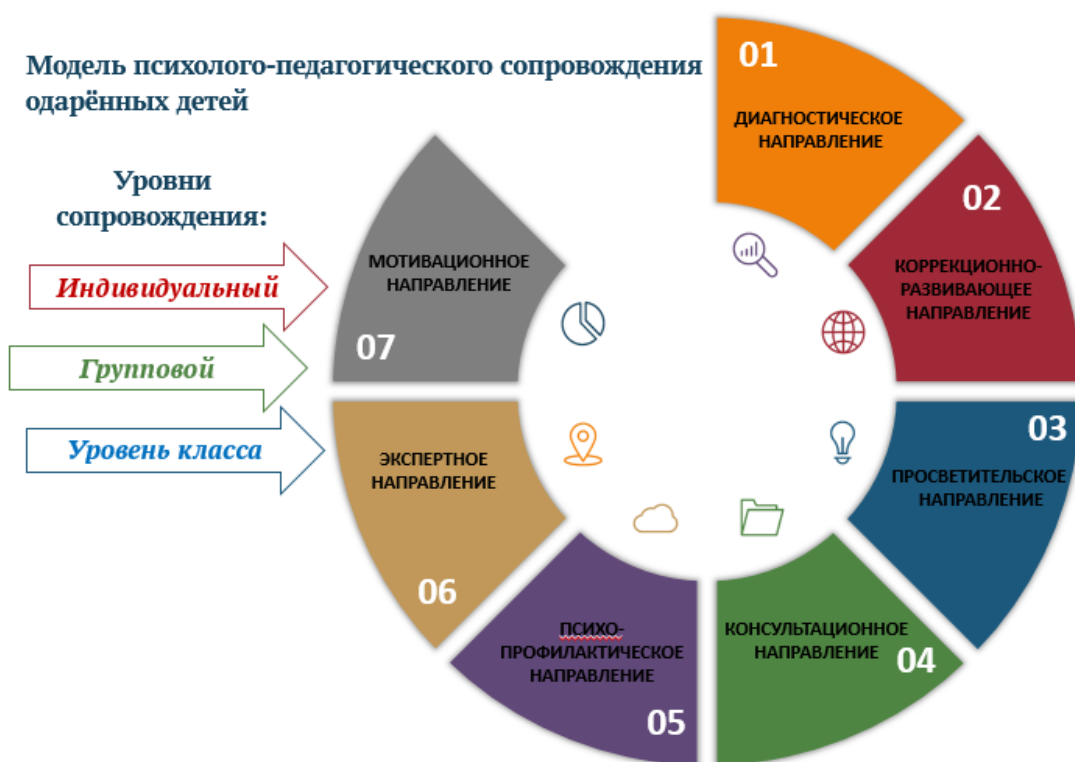 Модель психолого-педагогического сопровождения
одарённых детей
Уровни
сопровождения:
Индивидуальный
Групповой
Уровень класса
01
ДИАГНОСТИЧЕСКОЕ
НАПРАВЛЕНИЕ
02
КОРРЕКЦИОННО-
РАЗВИВАЮЩЕЕ
НАПРАВЛЕНИЕ
03
ПРОСВЕТИТЕЛЬСКОЕ
НАПРАВЛЕНИЕ
КОНСУЛЬТАЦИОННОЕ
НАПРАВЛЕНИЕ
04
ПСИХО-
ПРОФИЛАКТИЧЕСКОЕ
НАПРАВЛЕНИЕ
05
ЭКСПЕРТНОЕ
НАПРАВЛЕНИЕ
06
МОТИВАЦИОННОЕ
НАПРАВЛЕНИЕ
07